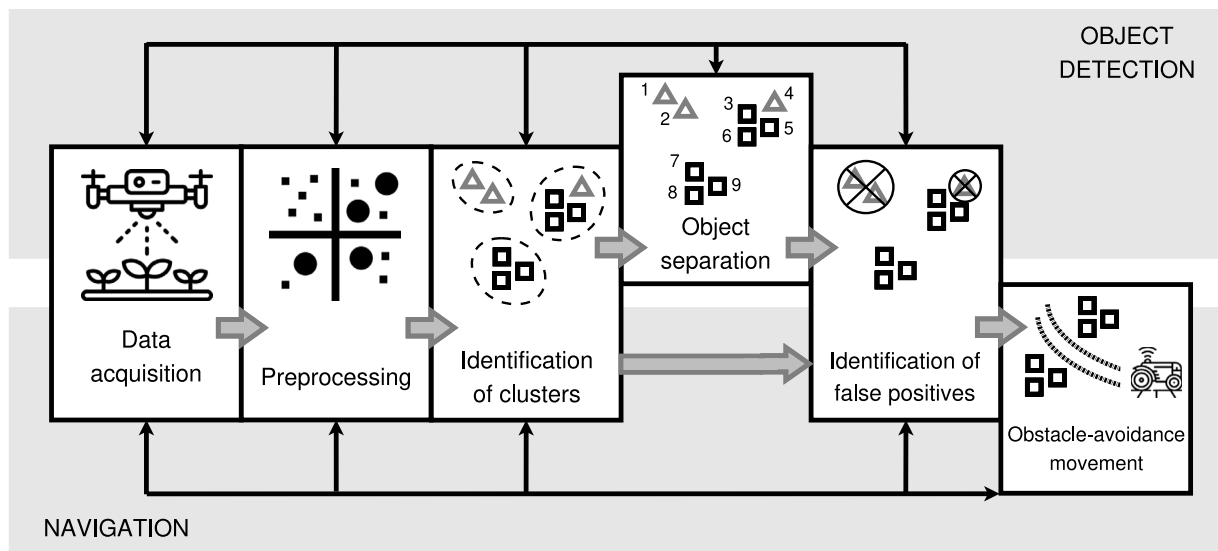 OBJECT
DETECTION
Data
acquisition
Preprocessing
Identification
of clusters
1
2
3
4
5
6
7
8
9
Object
separation
Identification of
false positives
Obstacle-avoidance
movement
NAVIGATION